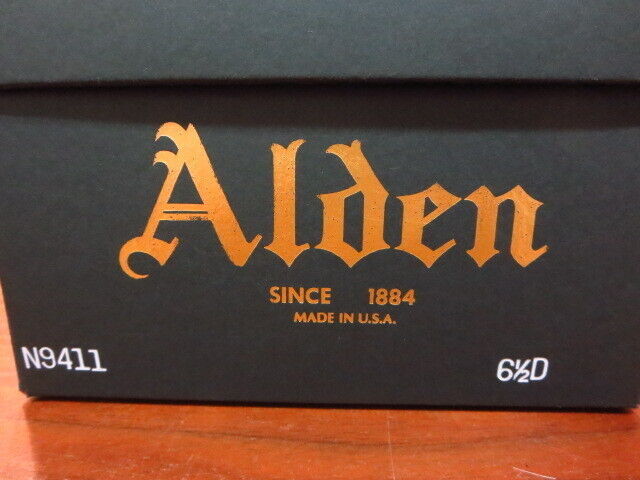 Alden
SINCE 1884
MADE IN U.S.A.
N9411 6½D